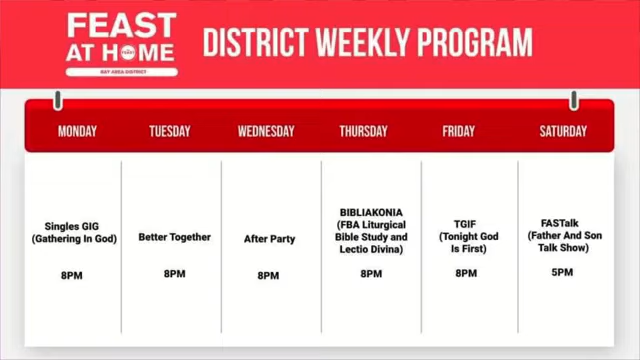 FEAST
AT HOME
BAY AREA DISTRICT
DISTRICT WEEKLY PROGRAM
MONDAY TUESDAY WEDNESDAY THURSDAY FRIDAY SATURDAY
Singles GIG
(Gathering In God)
8PM
Better Together
8PM
After Party
8PM
BIBLIAKONIA
(FBA Liturgical
Bible Study and
Lectio Divina)
8PM
TGIF
(Tonight God
Is First)
8PM
FASTalk
(Father And Son
Talk Show)
5PM